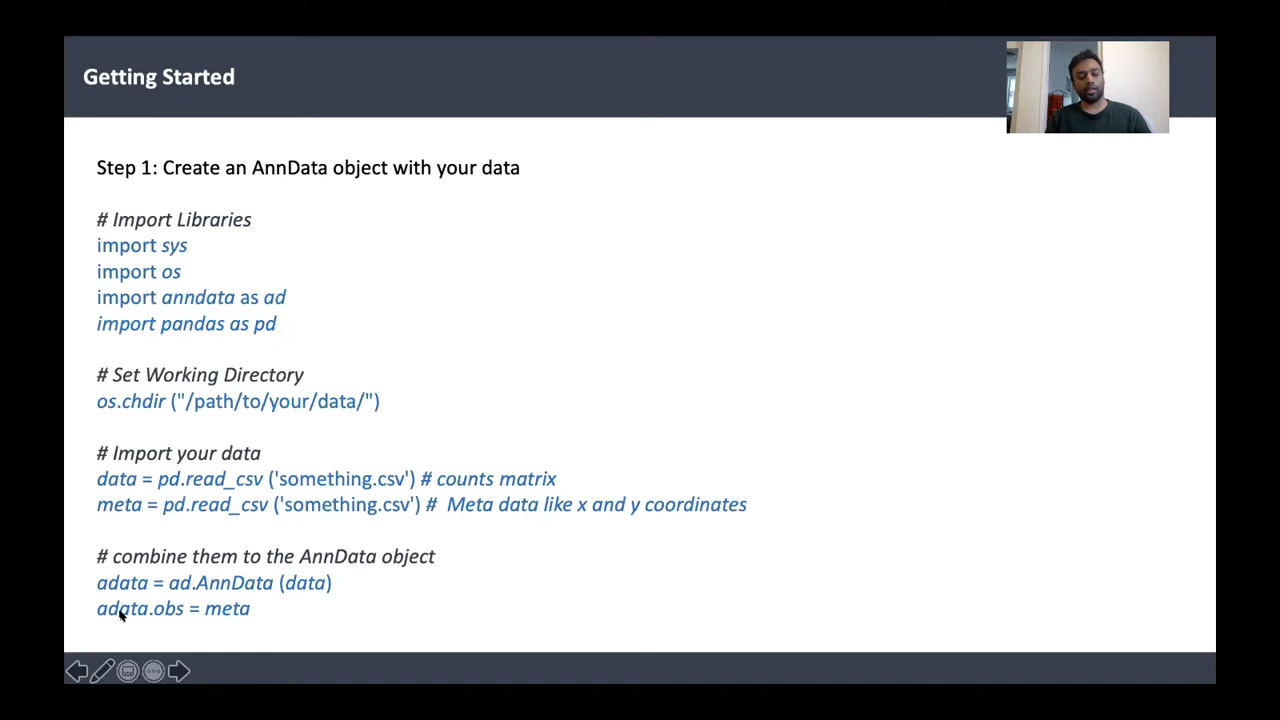 Getting Started
Step 1: Create an AnnData object with your data
# Import Libraries
import sys
import os
import anndata as ad
import pandas as pd
# Set Working Directory
os.chdir ("/path/to/your/data/")
# Import your data
data = pd.read_csv ('something.csv') # counts matrix
meta = pd.read_csv ('something.csv') # Meta data like x and y coordinates
# combine them to the AnnData object
adata = ad.AnnData (data)
adata.obs = meta